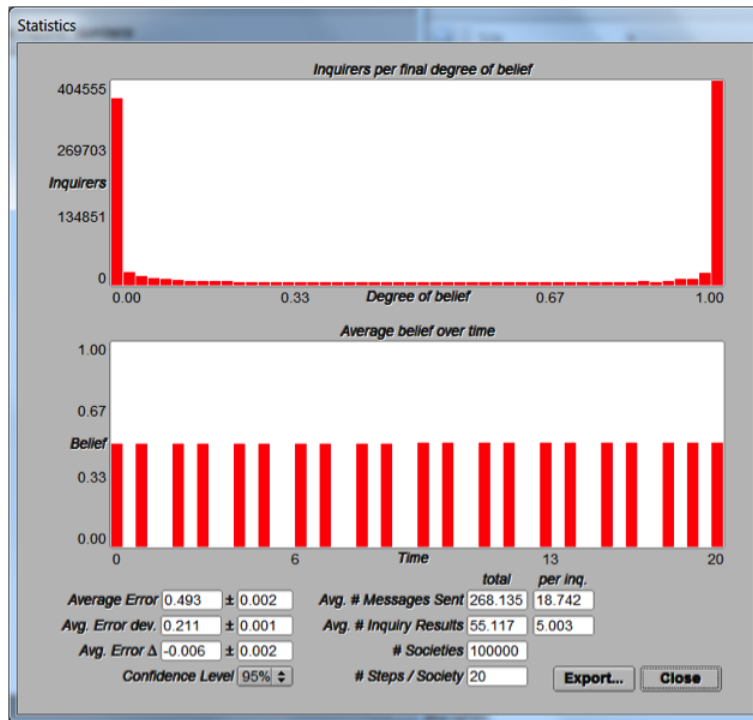 Statistics
Inquirers per final degree of belief
404555
269703
Inquirers
134851
0
0.00 0.33 Degree of belief 0.67 1.00
Average belief over time
1.00
0.67
Belief
0.33
0.00
0 6 Time 13 20
total per inq.
Average Error 0.493 ± 0.002 Avg. # Messages Sent 268.135 18.742
Avg. Error dev. 0.211 ± 0.001 Avg. # Inquiry Results 55.117 5.003
Avg. Error Δ -0.006 ± 0.002 # Societies 100000
Confidence Level 95% # Steps / Society 20 Export... Close